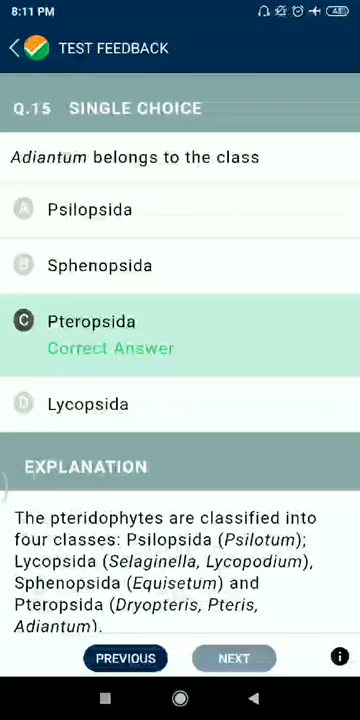 8:11 PM
43
TEST FEEDBACK
Q.15 SINGLE CHOICE
Adiantum belongs to the class
A Psilopsida
B Sphenopsida
C Pteropsida
Correct Answer
D Lycopsida
EXPLANATION
The pteridophytes are classified into
four classes: Psilopsida (Psilotum);
Lycopsida (Selaginella, Lycopodium),
Sphenopsida (Equisetum) and
Pteropsida (Dryopteris, Pteris,
Adiantum).
PREVIOUS NEXT